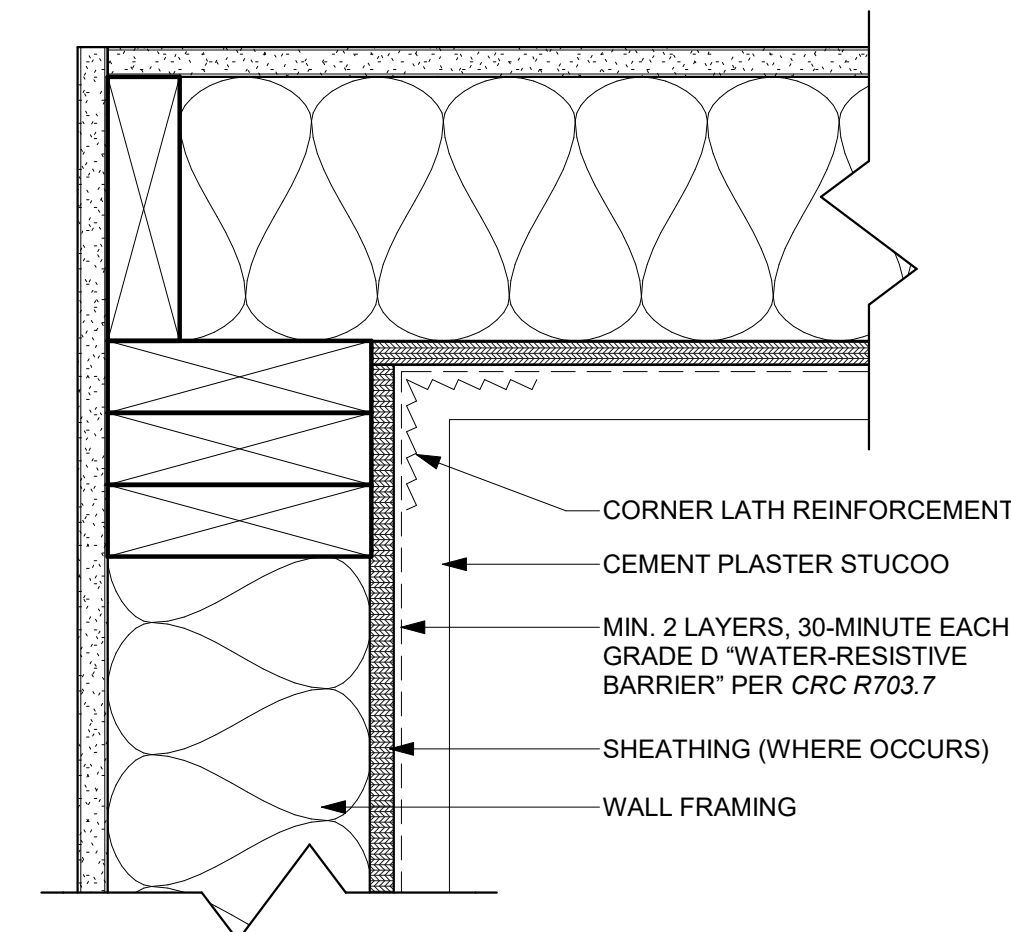 CORNER LATH REINFORCEMENT
CEMENT PLASTER STUCOO
MIN. 2 LAYERS, 30-MINUTE EACH
GRADE D “WATER-RESISTIVE
BARRIER” PER CRC R703.7
SHEATHING (WHERE OCCURS)
WALL FRAMING